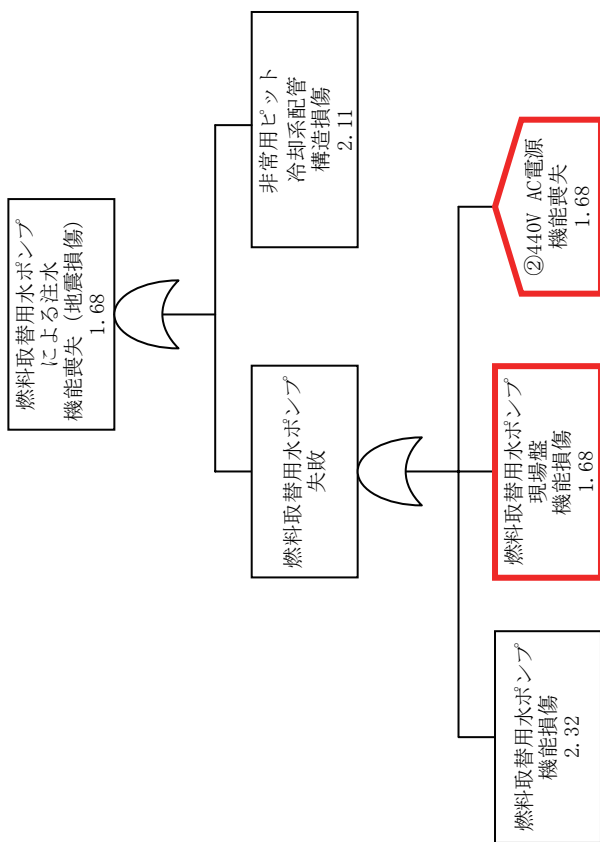 燃料取替用水ポンプ
による注水
機能喪失（地震損傷）
1.68
燃料取替用水ポンプ
失敗
非常用ピット
冷却系配管
構造損傷
2.11
燃料取替用水ポンプ
機能損傷
2.32
燃料取替用水ポンプ
現場盤
機能損傷
1.68
②440V AC電源
機能喪失
1.68